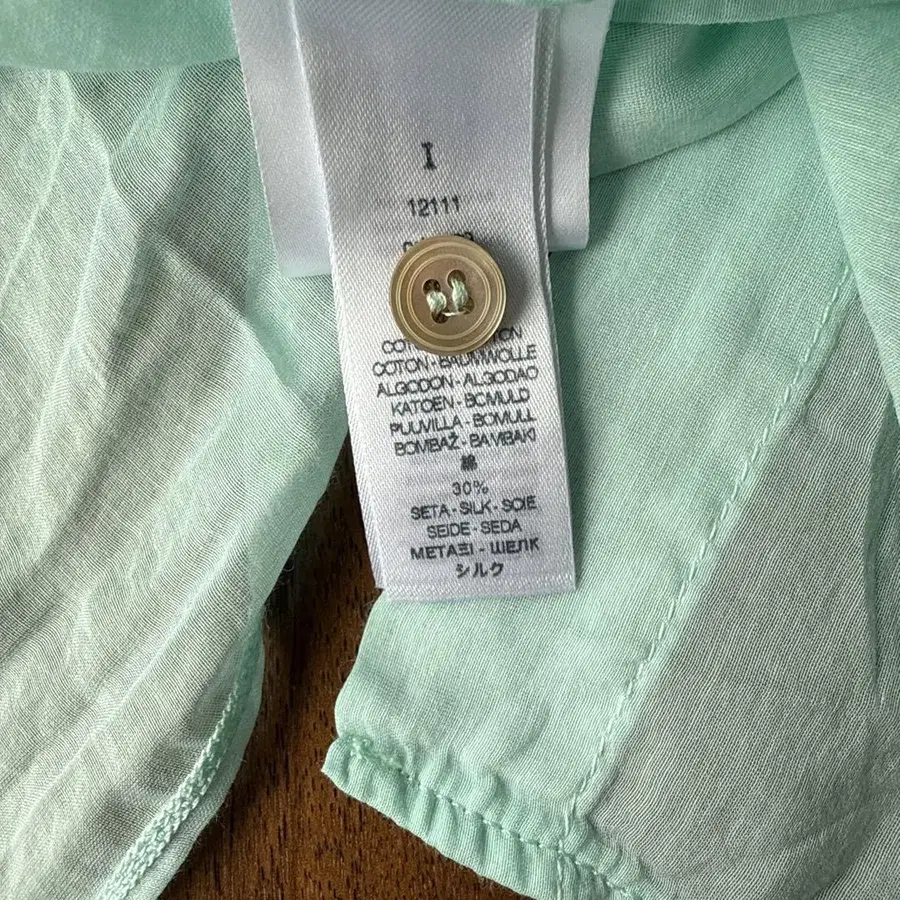 I
12111
COTON - BAUMWOLLE
ALGODON - ALGODAO
KATOEN - BOMULD
PUUVILLA - BOMULL
BOMBAŽ - BAMBAKI
綿
30%
SETA - SILK - SOIE
SEIDE - SEDA
ΜΕΤΑΞΙ - ШЕЛК
シルク